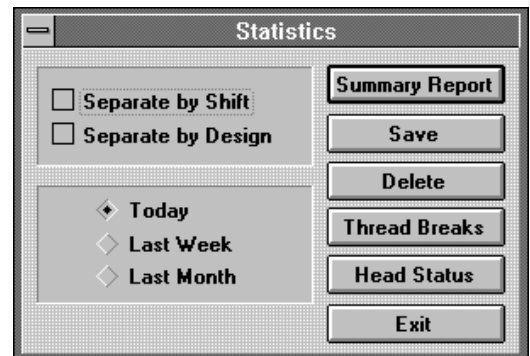 Statistics
Separate by Shift
Separate by Design
Today
Last Week
Last Month
Summary Report
Save
Delete
Thread Breaks
Head Status
Exit